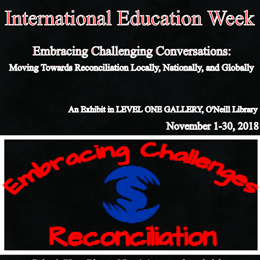 International Education Week
Embracing Challenging Conversations:
Moving Towards Reconciliation Locally, Nationally, and Globally
An Exhibit in LEVEL ONE GALLERY, O'Neill Library
November 1-30, 2018
Embracing Challenges
Reconciliation